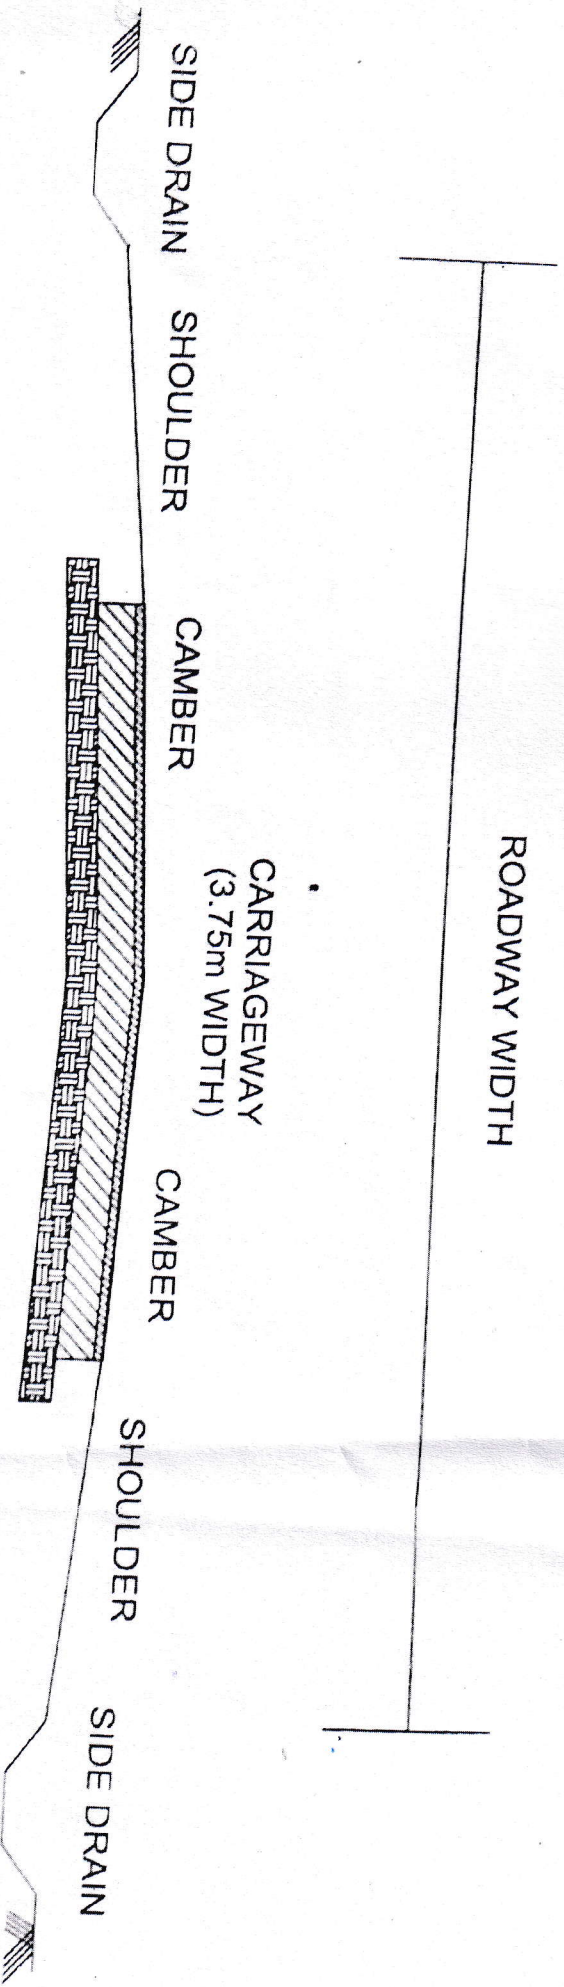 ROADWAY WIDTH
CARRIAGEWAY
(3.75m WIDTH)
SIDE DRAIN
SHOULDER
CAMBER
CAMBER
SHOULDER
SIDE DRAIN